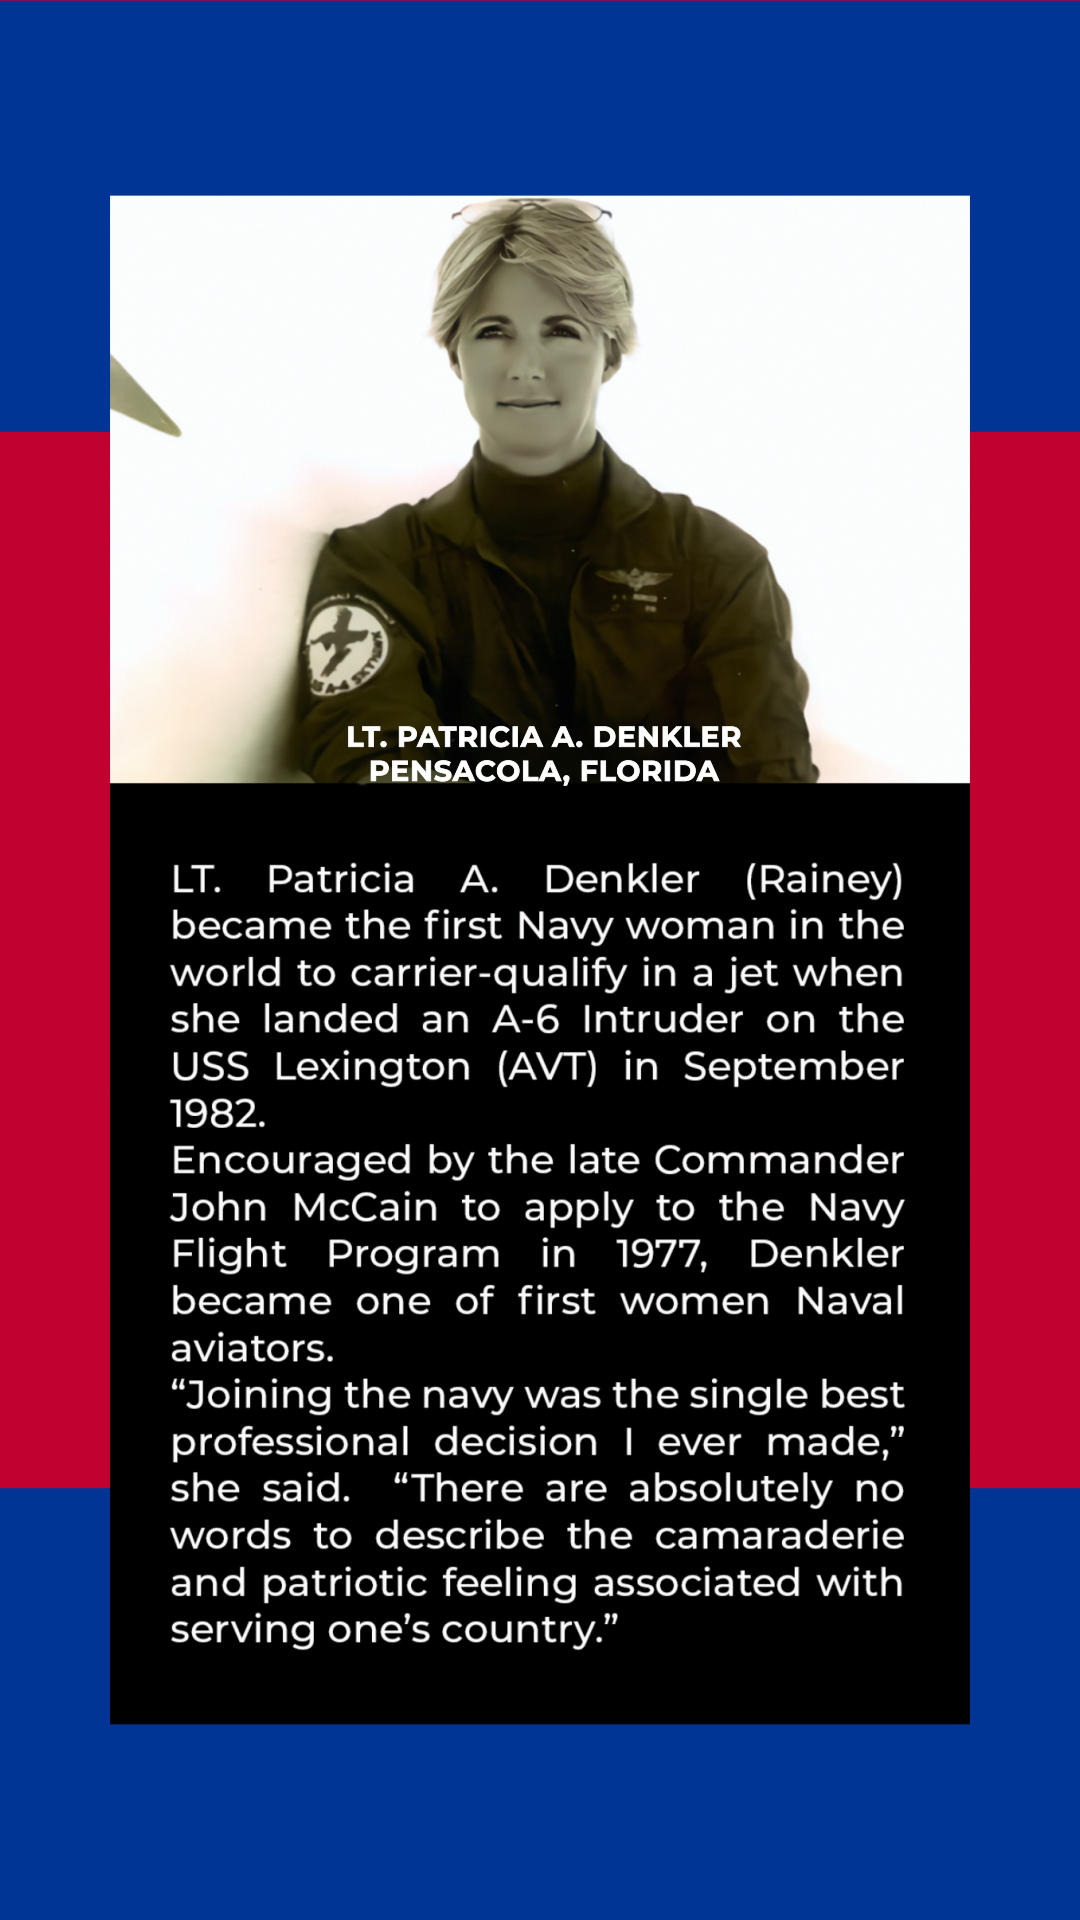 LT. PATRICIA A. DENKLER
PENSACOLA, FLORIDA
LT. Patricia A. Denkler (Rainey)
became the first Navy woman in the
world to carrier-qualify in a jet when
she landed an A-6 Intruder on the
USS Lexington (AVT) in September
1982.
Encouraged by the late Commander
John McCain to apply to the Navy
Flight Program in 1977, Denkler
became one of first women Naval
aviators.
“Joining the navy was the single best
professional decision I ever made,”
she said. “There are absolutely no
words to describe the camaraderie
and patriotic feeling associated with
serving one’s country.”